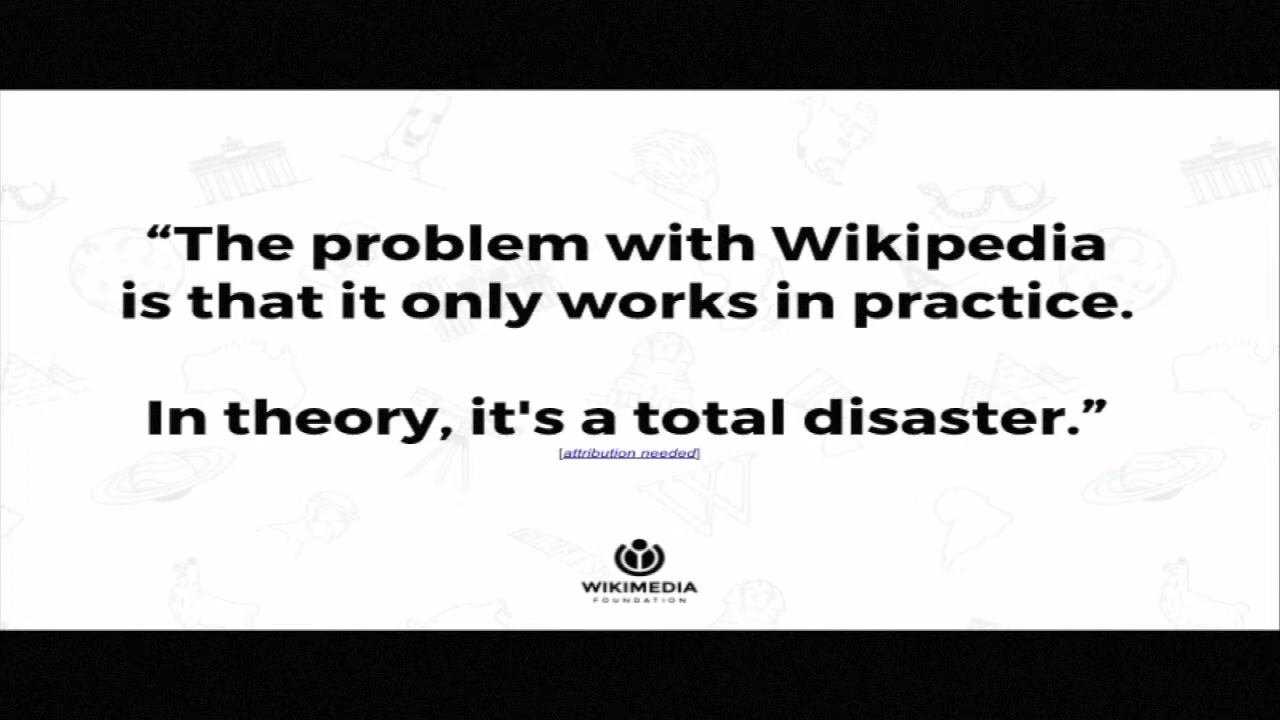 “The problem with Wikipedia
is that it only works in practice.
In theory, it's a total disaster.”
[attribution needed]
WIKIMEDIA
FOUNDATION